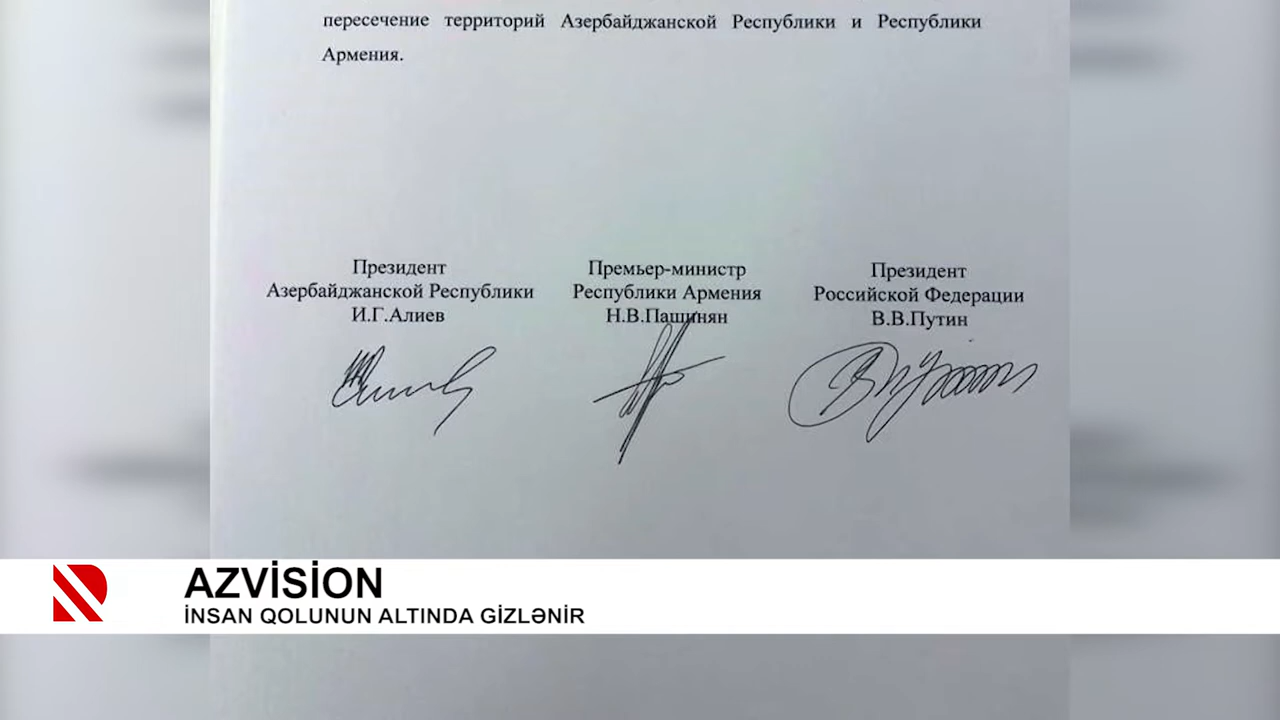 пересечение территорий Азербайджанской Республики и Республики
Армения.
Президент
Азербайджанской Республики
И.Г.Алиев
Премьер-министр
Республики Армения
Н.В.Пашинян
Президент
Российской Федерации
В.В.Путин
AZVİSİON
İNSAN QOLUNUN ALTINDA GİZLƏNİR